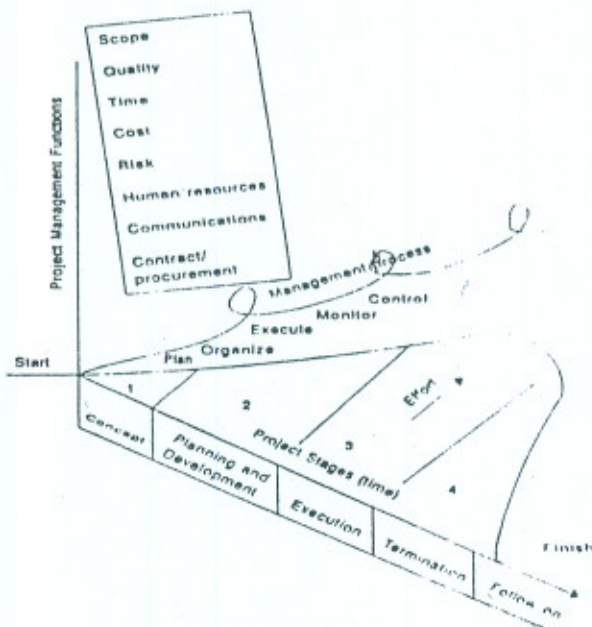 Scope
Quality
Time
Cost
Risk
Human resources
Communications
Contract/
procurement
Project Management Functions
Management Process
Control
Monitor
Execute
Organize
Plan
Start
1
2
3
4
Effort
Project Stages (time)
Concept
Planning and
Development
Execution
Termination
Follow on
Finish